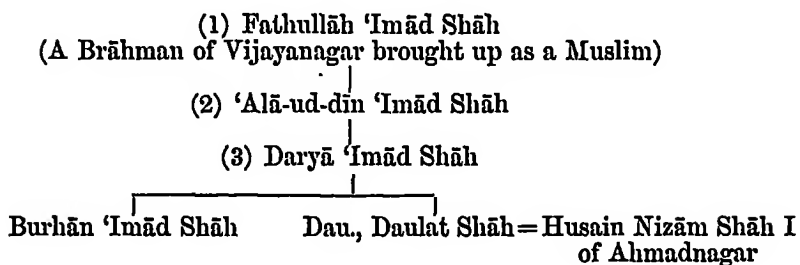 (1) Fathullāh ‘Imād Shāh
(A Brāhman of Vijayanagar brought up as a Muslim)
(2) ‘Alā-ud-dīn ‘Imād Shāh
(3) Daryā ‘Imād Shāh
Burhān ‘Imād Shāh Dau., Daulat Shāh=Husain Nizām Shāh I
of Ahmadnagar